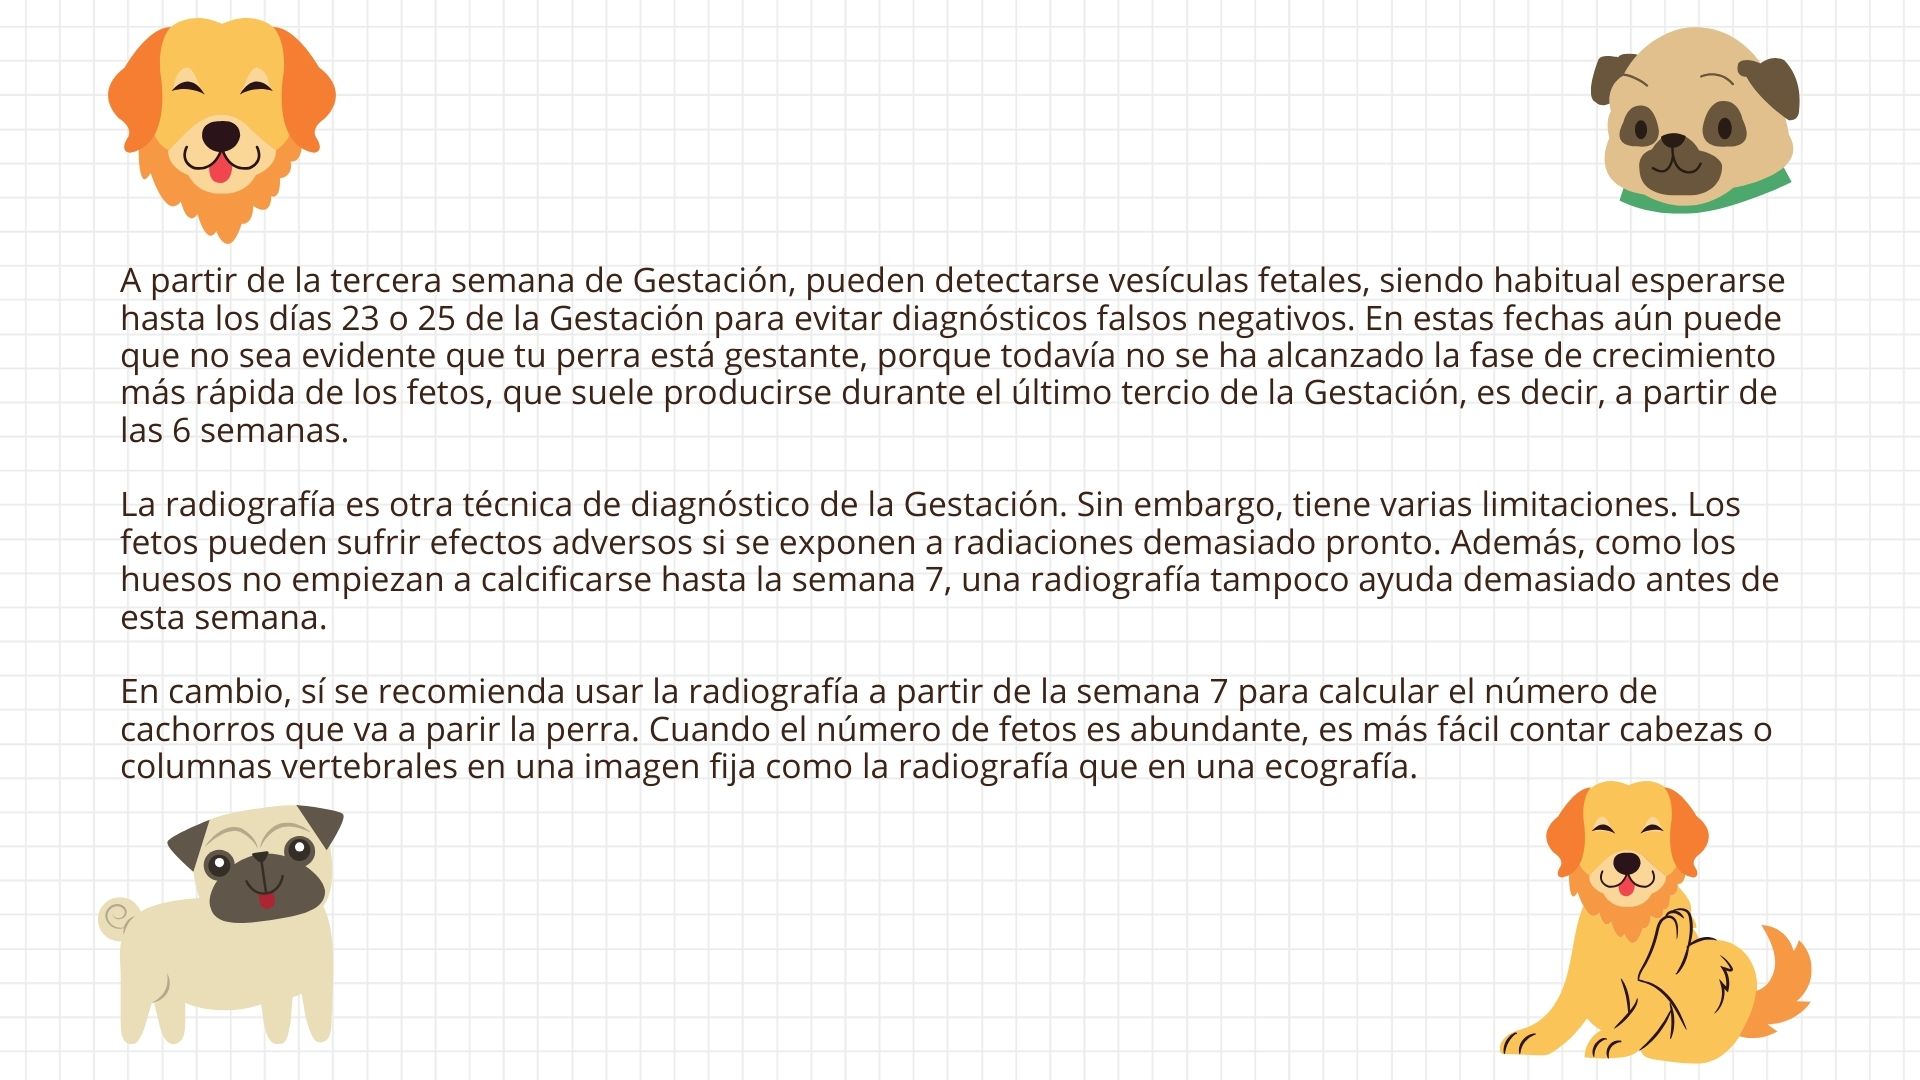 A partir de la tercera semana de Gestación, pueden detectarse vesículas fetales, siendo habitual esperarse
hasta los días 23 o 25 de la Gestación para evitar diagnósticos falsos negativos. En estas fechas aún puede
que no sea evidente que tu perra está gestante, porque todavía no se ha alcanzado la fase de crecimiento
más rápida de los fetos, que suele producirse durante el último tercio de la Gestación, es decir, a partir de
las 6 semanas.
La radiografía es otra técnica de diagnóstico de la Gestación. Sin embargo, tiene varias limitaciones. Los
fetos pueden sufrir efectos adversos si se exponen a radiaciones demasiado pronto. Además, como los
huesos no empiezan a calcificarse hasta la semana 7, una radiografía tampoco ayuda demasiado antes de
esta semana.
En cambio, sí se recomienda usar la radiografía a partir de la semana 7 para calcular el número de
cachorros que va a parir la perra. Cuando el número de fetos es abundante, es más fácil contar cabezas o
columnas vertebrales en una imagen fija como la radiografía que en una ecografía.